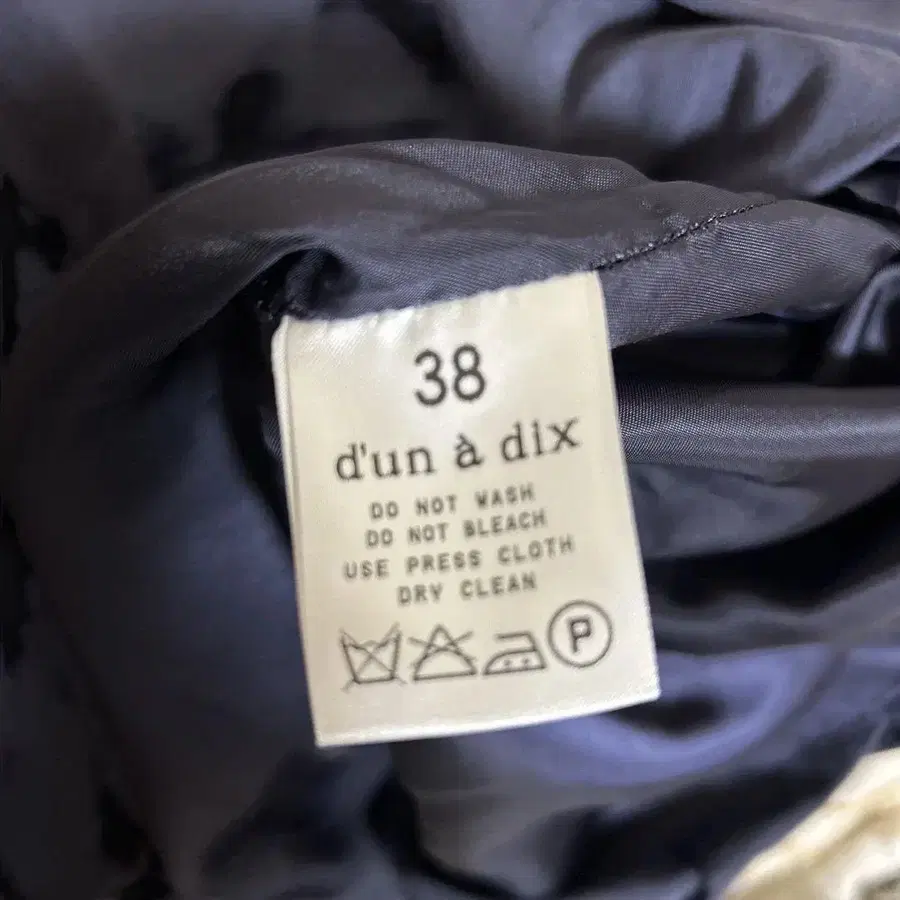 38
d'un à dix
DO NOT WASH
DO NOT BLEACH
USE PRESS CLOTH
DRY CLEAN
P